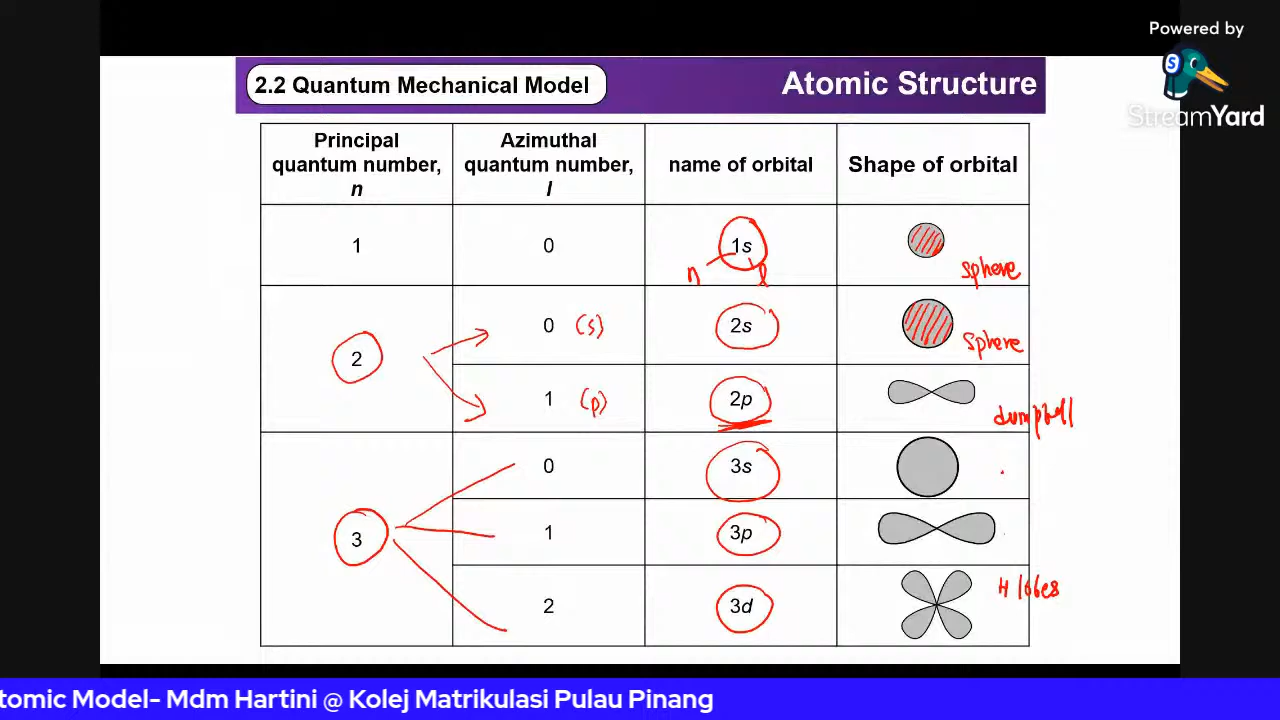 Powered by
StreamYard
2.2 Quantum Mechanical Model
Atomic Structure
Principal
quantum number,
n
Azimuthal
quantum number,
l
name of orbital
Shape of orbital
1
0
1s
n
l
sphere
2
0
(s)
2s
sphere
1
(p)
2p
dumpbell
3
0
3s
1
3p
2
3d
4 lobes
atomic Model- Mdm Hartini @ Kolej Matrikulasi Pulau Pinang